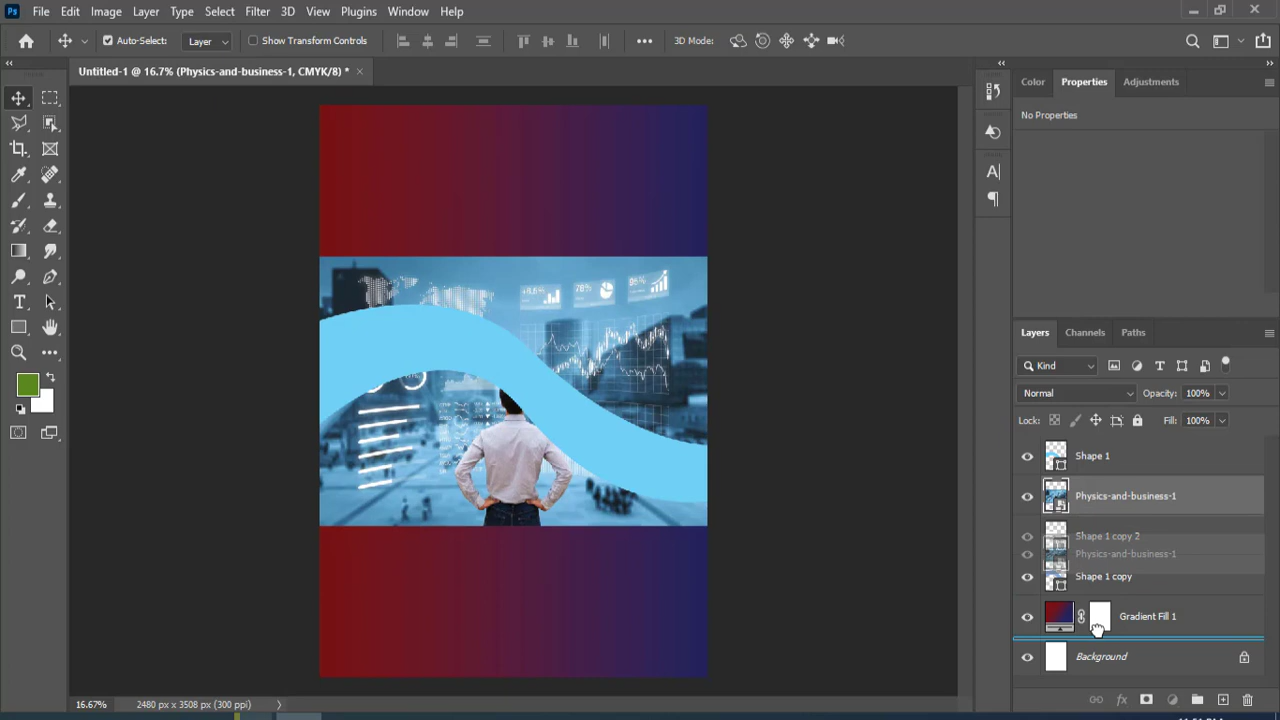 Ps File Edit Image Layer Type Select Filter 3D View Plugins Window Help
Auto-Select: Layer Show Transform Controls 3D Mode:
Untitled-1 @ 16.7% (Physics-and-business-1, CMYK/8) *
Color Properties Adjustments
No Properties
78%
Layers Channels Paths
Kind
Normal Opacity: 100%
Lock: Fill: 100%
Shape 1
Physics-and-business-1
Shape 1 copy 2
Physics-and-business-1
Shape 1 copy
Gradient Fill 1
Background
16.67% 2480 px x 3508 px (300 ppi)